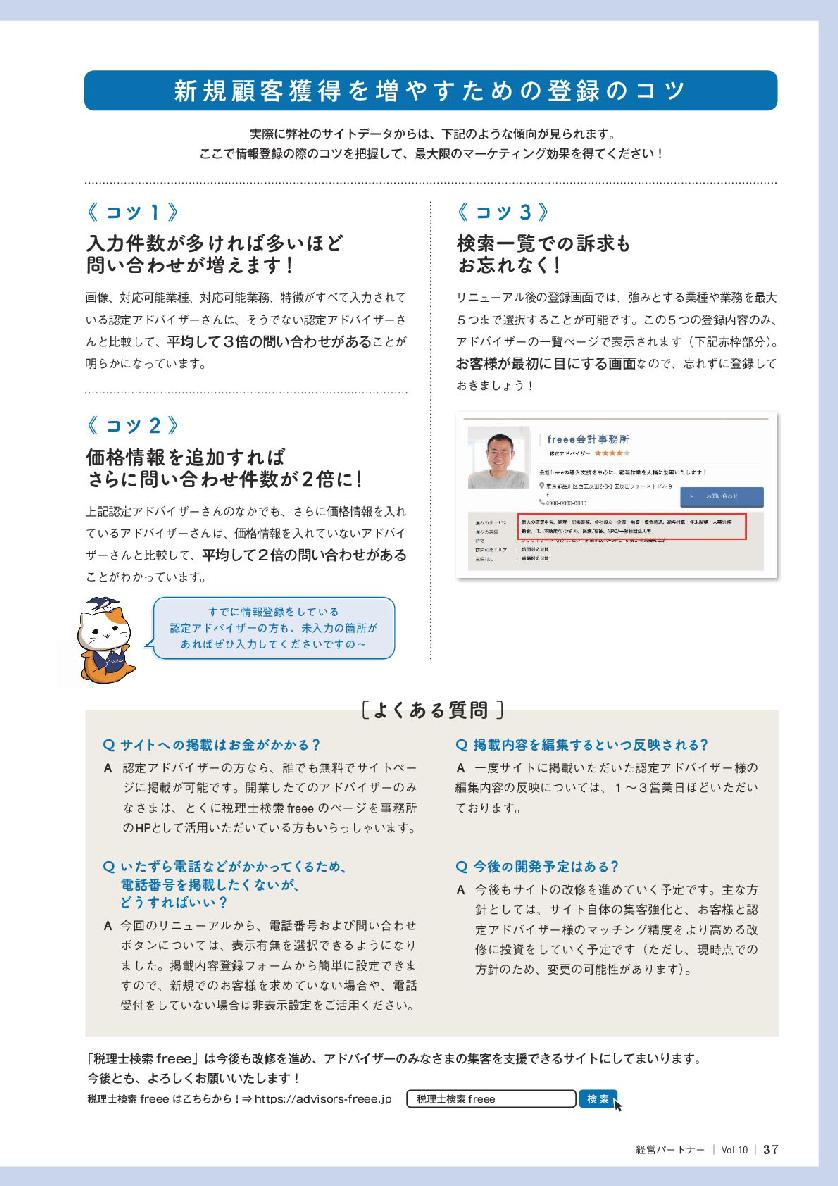 新規顧客獲得を増やすための登録のコツ
実際に弊社のサイトデータからは、下記のような傾向が見られます。
ここで情報登録の際のコツを把握して、最大限のマーケティング効果を得てください！
《 コツ 1 》
入力件数が多ければ多いほど
問い合わせが増えます！
画像、対応可能業種、対応可能業務、特徴がすべて入力されて
いる認定アドバイザーさんは、そうでない認定アドバイザーさ
んと比較して、平均して３倍の問い合わせがあることが
明らかになっています。
《 コツ 2 》
価格情報を追加すれば
さらに問い合わせ件数が２倍に！
上記認定アドバイザーさんのなかでも、さらに価格情報を入れ
ているアドバイザーさんは、価格情報を入れていないアドバイ
ザーさんと比較して、平均して２倍の問い合わせがある
ことがわかっています。
すでに情報登録をしている
認定アドバイザーの方も、未入力の箇所が
あればぜひ入力してくださいですの～
《 コツ 3 》
検索一覧での訴求も
お忘れなく！
リニューアル後の登録画面では、強みとする業種や業務を最大
５つまで選択することが可能です。この５つの登録内容のみ、
アドバイザーの一覧ページで表示されます（下記赤枠部分）。
お客様が最初に目にする画面なので、忘れずに登録して
おきましょう！
freee会計事務所
認定アドバイザー ★★★★★
［よくある質問］
Q サイトへの掲載はお金がかかる？
A 認定アドバイザーの方なら、誰でも無料でサイトペー
ジに掲載が可能です。開業したてのアドバイザーのみ
なさまは、とくに税理士検索 freee のページを事務所
のHPとして活用いただいている方もいらっしゃいます。
Q いたずら電話などがかかってくるため、
電話番号を掲載したくないが、
どうすればいい？
A 今回のリニューアルから、電話番号および問い合わせ
ボタンについては、表示有無を選択できるようになり
ました。掲載内容登録フォームから簡単に設定できま
すので、新規でのお客様を求めていない場合や、電話
受付をしていない場合は非表示設定をご活用ください。
Q 掲載内容を編集するといつ反映される？
A 一度サイトに掲載いただいた認定アドバイザー様の
編集内容の反映については、１～３営業日ほどいただい
ております。
Q 今後の開発予定はある？
A 今後もサイトの改修を進めていく予定です。主な方
針としては、サイト自体の集客強化と、お客様と認
定アドバイザー様のマッチング精度をより高める改
修に投資をしていく予定です（ただし、現時点での
方針のため、変更の可能性があります）。
「税理士検索 freee」は今後も改修を進め、アドバイザーのみなさまの集客を支援できるサイトにしてまいります。
今後とも、よろしくお願いいたします！
税理士検索 freee はこちらから！⇒ https://advisors-freee.jp 税理士検索 freee 検索
経営パートナー | Vol 10 | 37